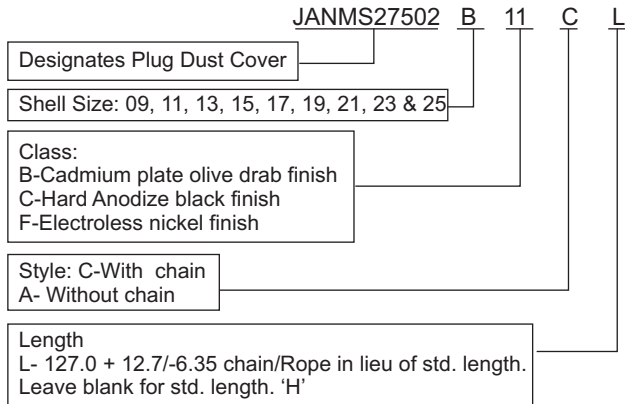 JANMS27502 B 11 C L
Designates Plug Dust Cover
Shell Size: 09, 11, 13, 15, 17, 19, 21, 23 & 25
Class:
B-Cadmium plate olive drab finish
C-Hard Anodize black finish
F-Electroless nickel finish
Style: C-With chain
A- Without chain
Length
L- 127.0 + 12.7/-6.35 chain/Rope in lieu of std. length.
Leave blank for std. length. ‘H’